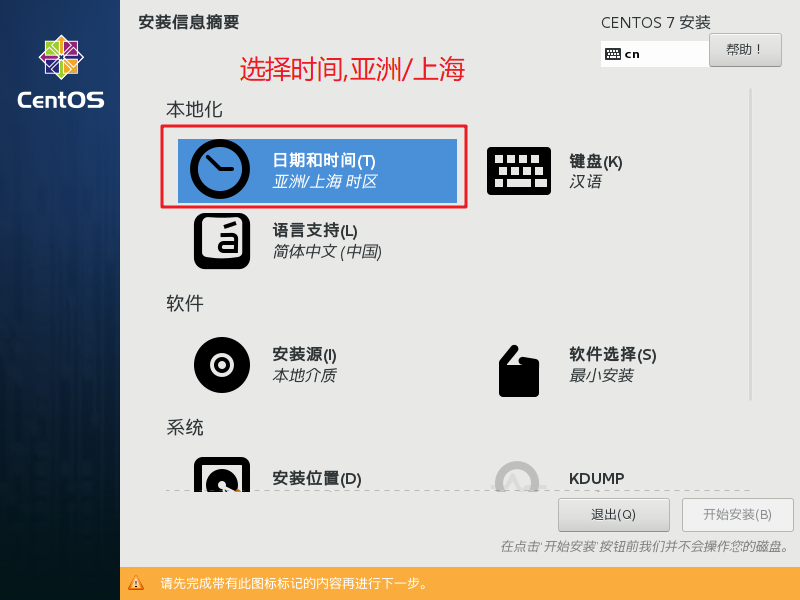 安装信息摘要
CENTOS 7 安装
cn
帮助！
CentOS
选择时间,亚洲/上海
本地化
日期和时间(T)
亚洲/上海 时区
键盘(K)
汉语
á
语言支持(L)
简体中文 (中国)
软件
安装源(I)
本地介质
软件选择(S)
最小安装
系统
安装位置(D)
KDUMP
退出(Q)
开始安装(B)
在点击'开始安装'按钮前我们并不会操作您的磁盘。
请先完成带有此图标标记的内容再进行下一步。